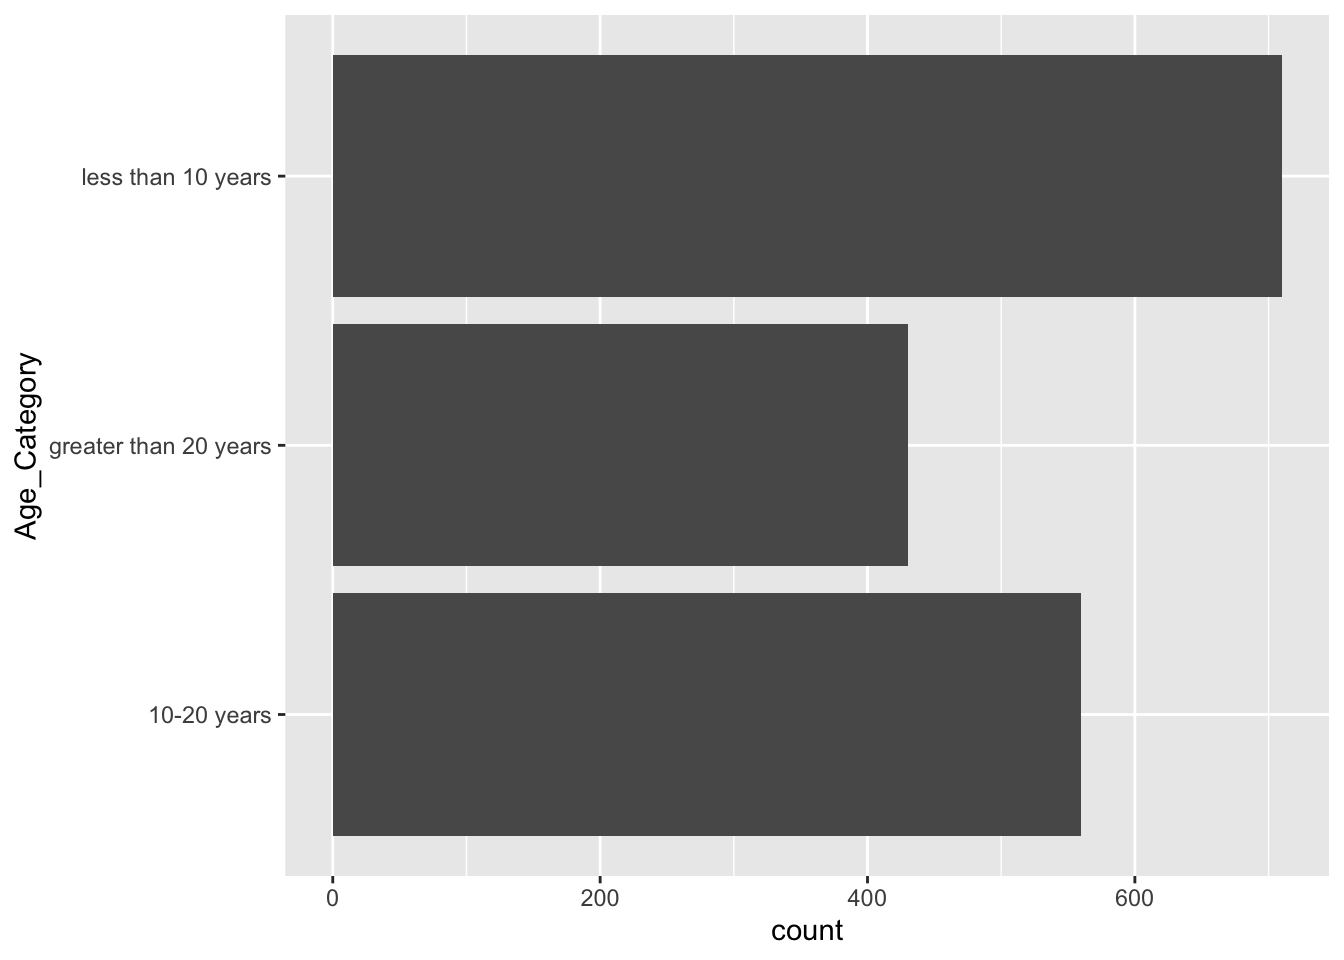 less than 10 years
greater than 20 years
10-20 years
Age_Category
0 200 400 600
count